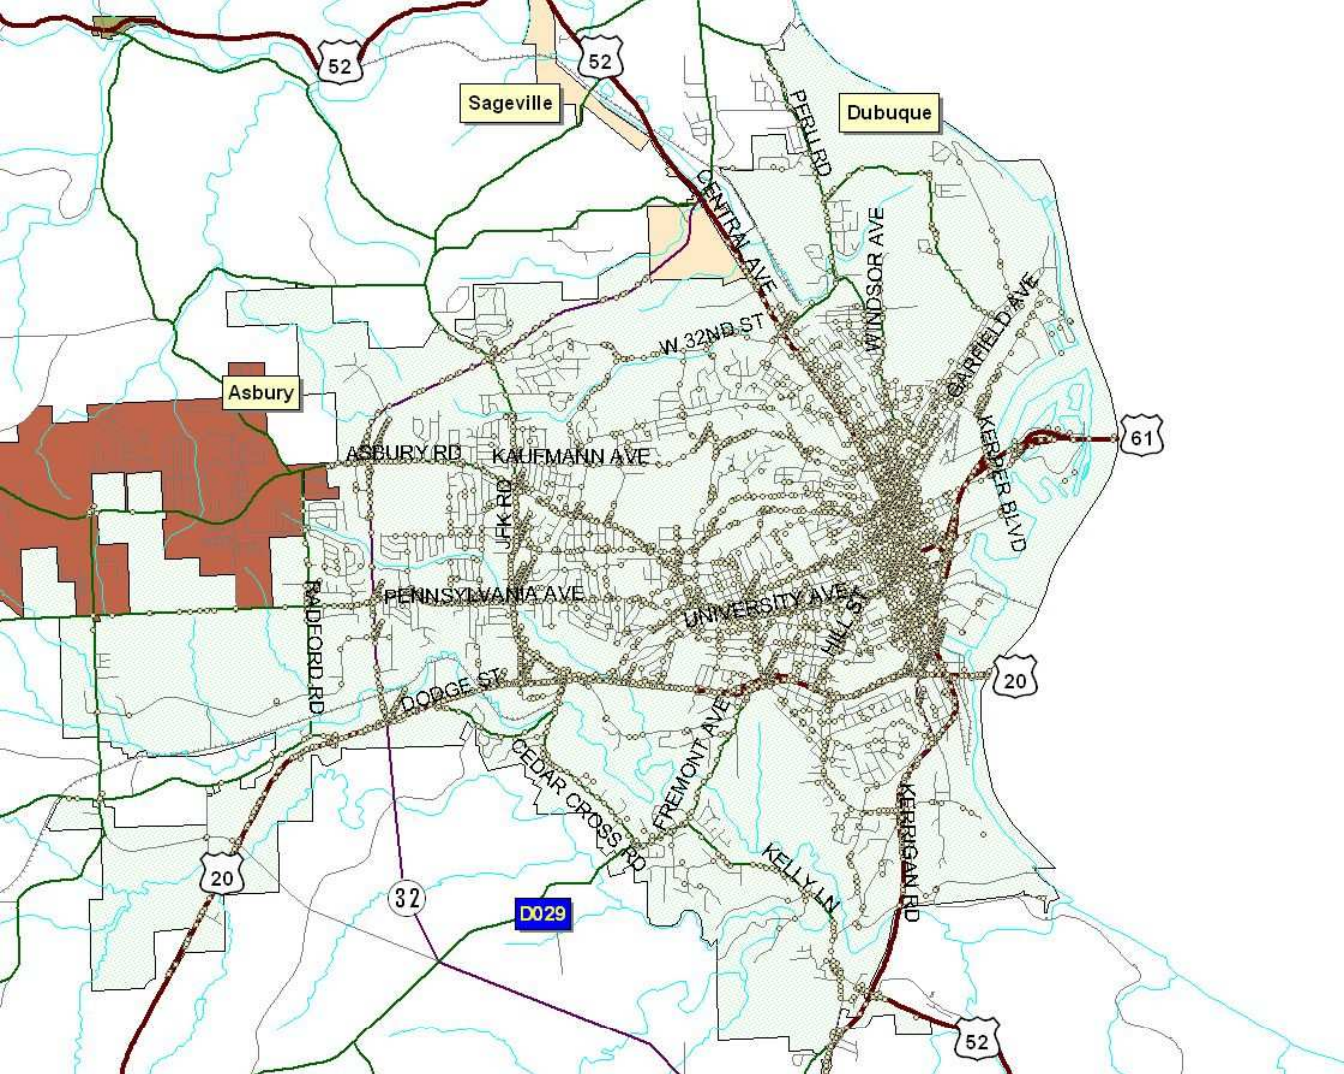 52
52
Sageville
Dubuque
PERU RD
CENTRAL AVE
WINDSOR AVE
GARFIELD AVE
W 32ND ST
Asbury
61
KERPER BLVD
ASBURY RD
KAUFMANN AVE
JFK RD
PENNSYLVANIA AVE
UNIVERSITY AVE
HILL ST
RADFORD RD
DODGE ST
20
FREMONT AVE
CEDAR CROSS RD
KERRIGAN RD
KELLY LN
20
32
D029
52